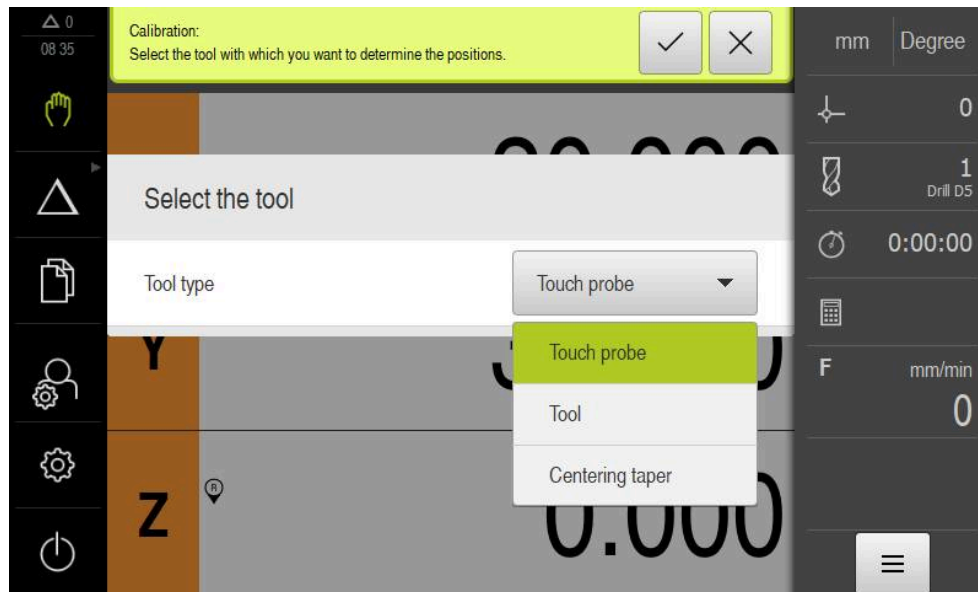 0
08 35
Calibration:
Select the tool with which you want to determine the positions.
mm Degree
0
1
Drill D5
0:00:00
F mm/min
0
Select the tool
Tool type
Touch probe
Touch probe
Tool
Centering taper
Y
Z
R
0.000